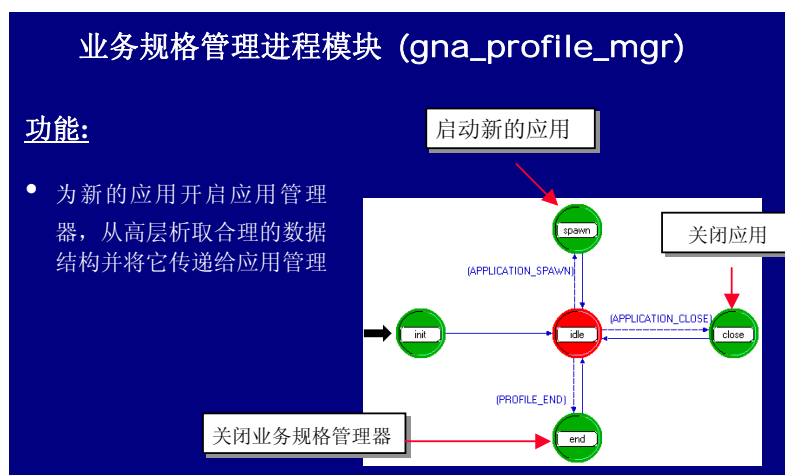 业务规格管理进程模块 (gna_profile_mgr)
功能:
启动新的应用
• 为新的应用开启应用管理
器，从高层析取合理的数据
结构并将它传递给应用管理
spawn
关闭应用
(APPLICATION_SPAWN)
(APPLICATION_CLOSE)
init
idle
close
(PROFILE_END)
关闭业务规格管理器
end